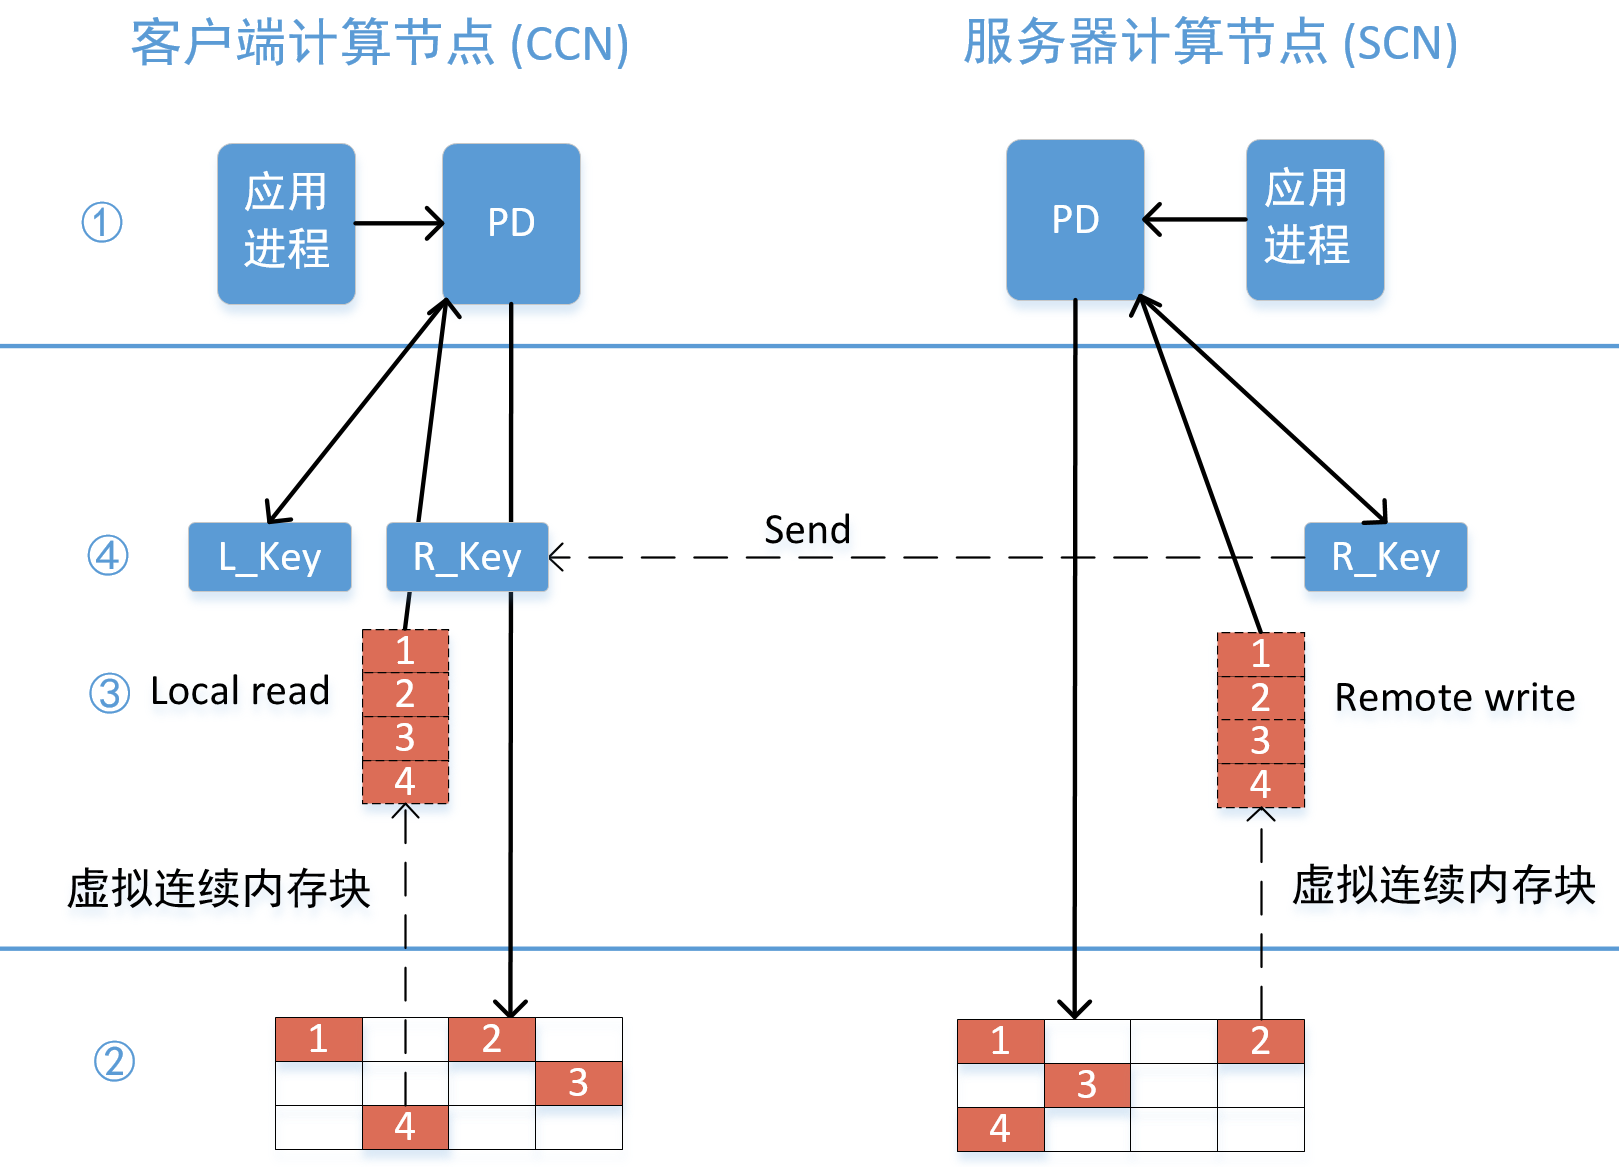 客户端计算节点 (CCN)
服务器计算节点 (SCN)
①
应用
进程
PD
PD
应用
进程
Send
④
L_Key
R_Key
R_Key
③
Local read
1
2
3
4
1
2
3
4
Remote write
虚拟连续内存块
虚拟连续内存块
②
1
2
3
4
1
2
3
4